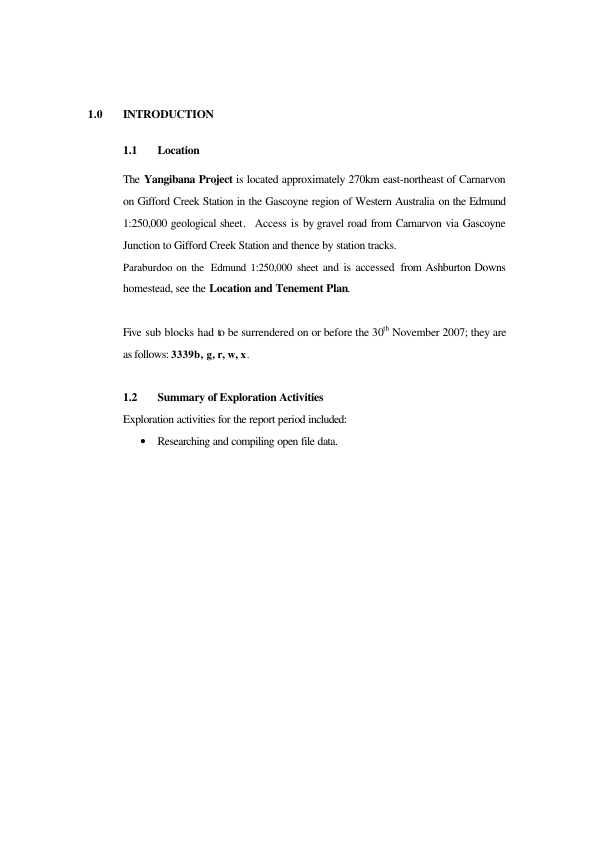 1.0 INTRODUCTION
1.1 Location
The Yangibana Project is located approximately 270km east-northeast of Carnarvon
on Gifford Creek Station in the Gascoyne region of Western Australia on the Edmund
1:250,000 geological sheet. Access is by gravel road from Carnarvon via Gascoyne
Junction to Gifford Creek Station and thence by station tracks.
Paraburdoo on the Edmund 1:250,000 sheet and is accessed from Ashburton Downs
homestead, see the Location and Tenement Plan.
Five sub blocks had to be surrendered on or before the 30th November 2007; they are
as follows: 3339b, g, r, w, x.
1.2 Summary of Exploration Activities
Exploration activities for the report period included:
• Researching and compiling open file data.